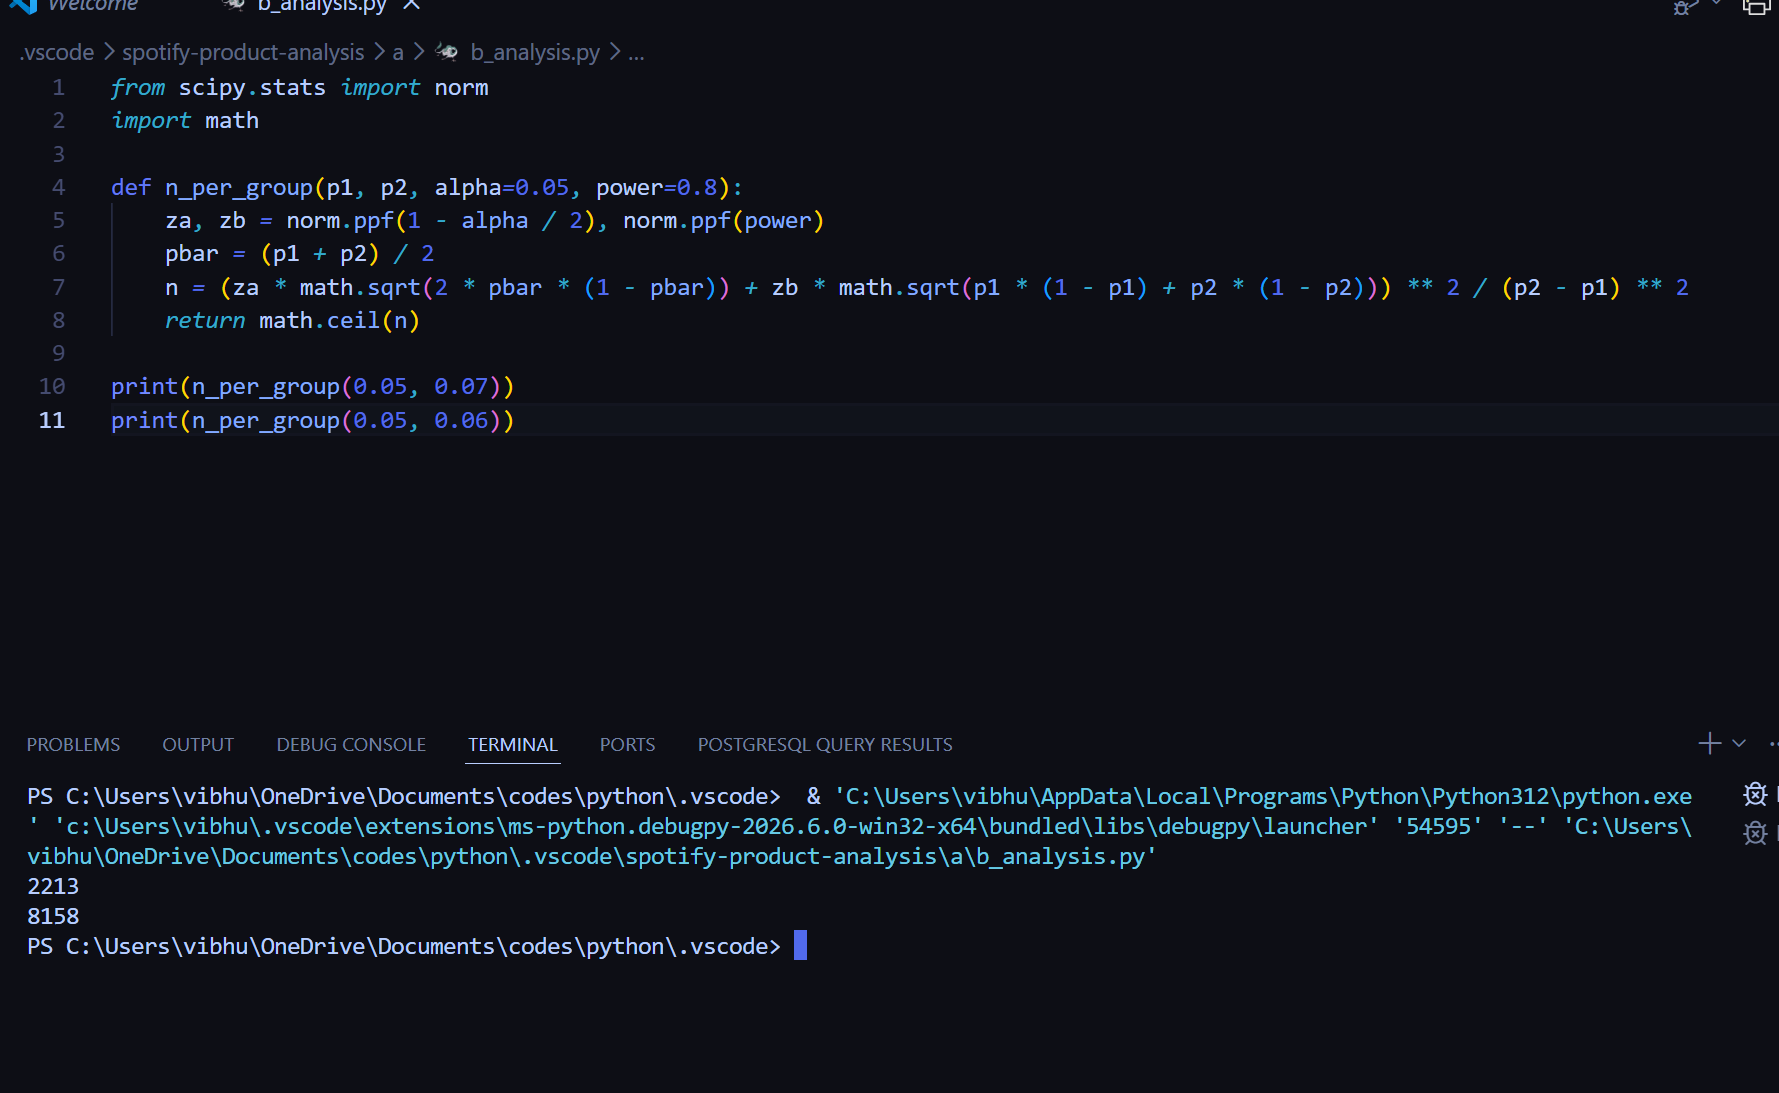 Welcome
b_analysis.py
.vscode > spotify-product-analysis > a > b_analysis.py > ...
1 from scipy.stats import norm
2 import math
3
4 def n_per_group(p1, p2, alpha=0.05, power=0.8):
5     za, zb = norm.ppf(1 - alpha / 2), norm.ppf(power)
6     pbar = (p1 + p2) / 2
7     n = (za * math.sqrt(2 * pbar * (1 - pbar)) + zb * math.sqrt(p1 * (1 - p1) + p2 * (1 - p2))) ** 2 / (p2 - p1) ** 2
8     return math.ceil(n)
9
10 print(n_per_group(0.05, 0.07))
11 print(n_per_group(0.05, 0.06))
PROBLEMS OUTPUT DEBUG CONSOLE TERMINAL PORTS POSTGRESQL QUERY RESULTS
PS C:\Users\vibhu\OneDrive\Documents\codes\python\.vscode>  & 'C:\Users\vibhu\AppData\Local\Programs\Python\Python312\python.exe
' 'c:\Users\vibhu\.vscode\extensions\ms-python.debugpy-2026.6.0-win32-x64\bundled\libs\debugpy\launcher' '54595' '--' 'C:\Users\
vibhu\OneDrive\Documents\codes\python\.vscode\spotify-product-analysis\a\b_analysis.py'
2213
8158
PS C:\Users\vibhu\OneDrive\Documents\codes\python\.vscode>